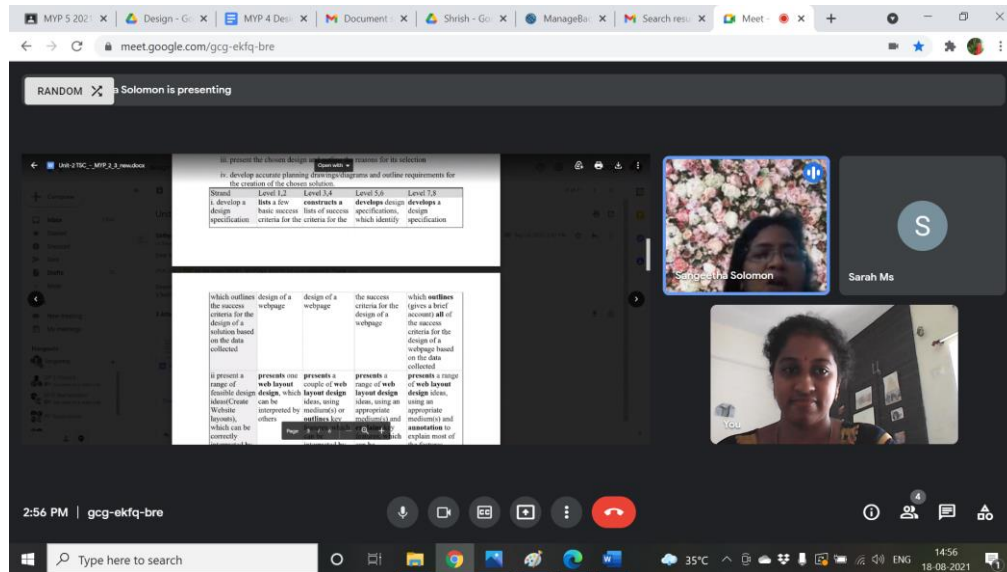 MYP 5 202
Design - Go
MYP 4 Desi
Document
Shrish - Go
ManageBac
Search resu
Meet -
meet.google.com/gcg-ekfq-bre
RANDOM
a Solomon is presenting
Unit-2 TSC_-_MYP_2_3_new.docx
Open with
iii. present the chosen design reasons for its selection
iv. develop accurate planning drawings/diagrams and outline requirements for
the creation of the chosen solution.
Strand Level 1,2 Level 3,4 Level 5,6 Level 7,8
i. develop a lists a few constructs a develops design develops a
design basic success lists of success specifications, design
specification criteria for the criteria for the which identify specification
which outlines design of a design of a the success which outlines
the success webpage webpage criteria for the (gives a brief
criteria for the design of a account) all of
design of a webpage the success
solution based criteria for the
on the data design of a
collected webpage based
on the data
collected
ii present a presents one presents a presents a presents a range
range of web layout couple of web range of web of web layout
feasible design design, which layout design layout design design ideas,
ideas(Create can be ideas, using ideas, using an using an
Website interpreted by medium(s) or appropriate appropriate
layouts), others outlines key medium(s) and medium(s) and
which can be which annotation to
correctly explain most of
Page
Sangeetha Solomon
S
Sarah Ms
You
2:56 PM | gcg-ekfq-bre
4
Type here to search
35°C
ENG
14:56
18-08-2021